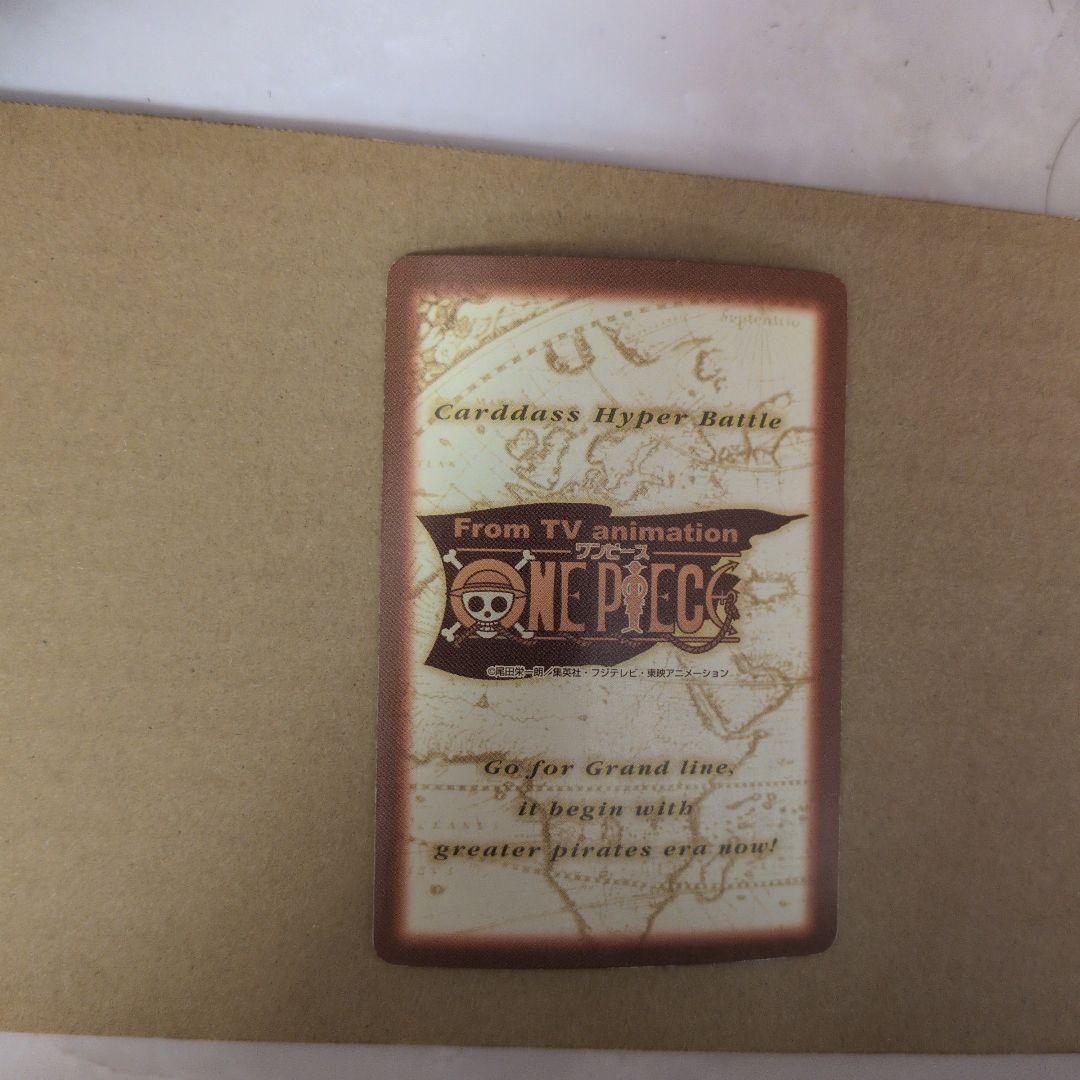 Septentrio
Carddass Hyper Battle
From TV animation
ワンピース
ONE PIECE
©尾田栄一郎/集英社・フジテレビ・東映アニメーション
Go for Grand line,
it begin with
greater pirates era now!